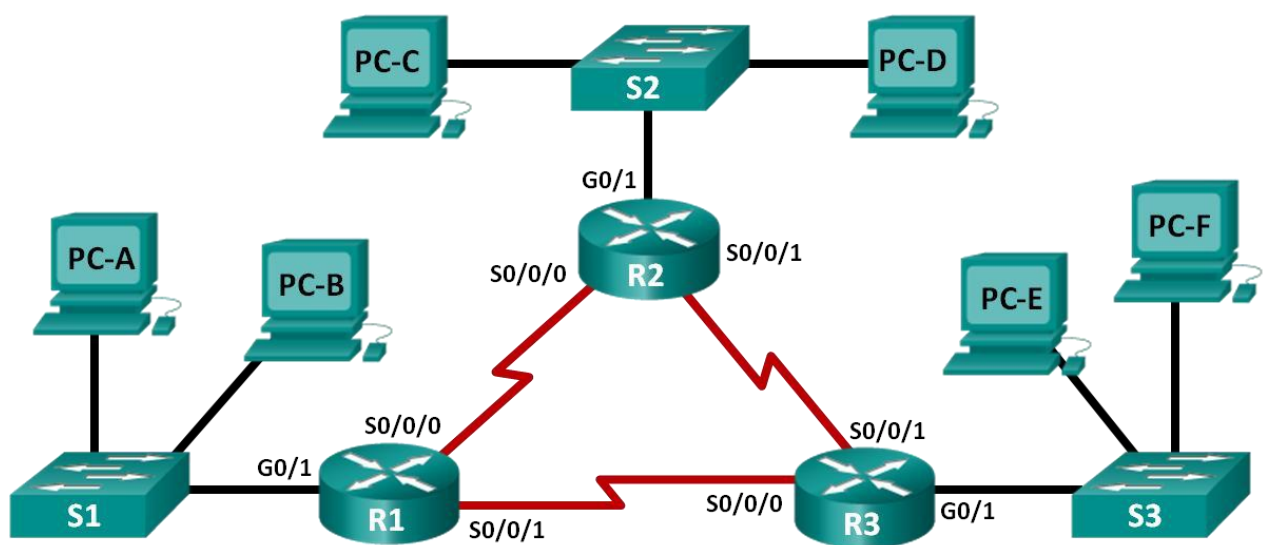 PC-C
S2
PC-D
G0/1
R2
S0/0/0
S0/0/1
PC-A
PC-B
PC-E
PC-F
S1
G0/1
S0/0/0
R1
S0/0/1
S0/0/1
S0/0/0
R3
G0/1
S3